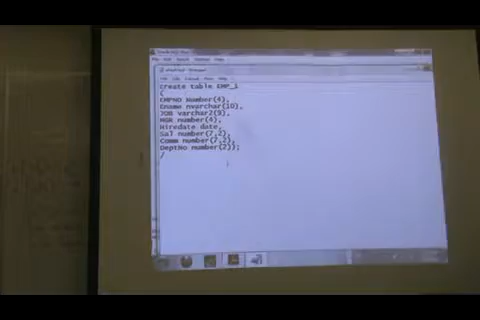 create table EMP_1
(
EMPNO Number(4),
Ename nvarchar(10),
JOB varchar2(9),
MGR number(4),
Hiredate date,
Sal number(7,2),
Comm number(7,2),
DeptNo number(2));
/